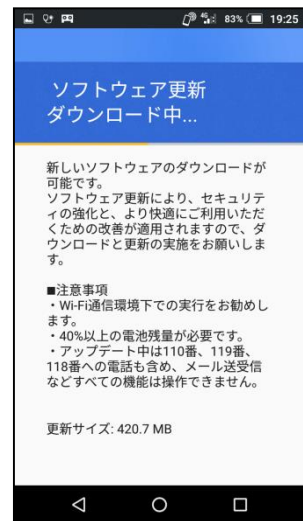 4G 83% 19:25
ソフトウェア更新
ダウンロード中...
新しいソフトウェアのダウンロードが
可能です。
ソフトウェア更新により、セキュリテ
ィの強化と、より快適にご利用いただ
くための改善が適用されますので、ダ
ウンロードと更新の実施をお願いしま
す。
■注意事項
・Wi-Fi通信環境下での実行をお勧めし
ます。
・40%以上の電池残量が必要です。
・アップデート中は110番、119番、
118番への電話も含め、メール送受信
などすべての機能は操作できません。
更新サイズ: 420.7 MB